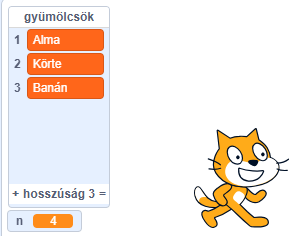 gyümölcsök
1 Alma
2 Körte
3 Banán
+ hosszúság 3 =
n 4